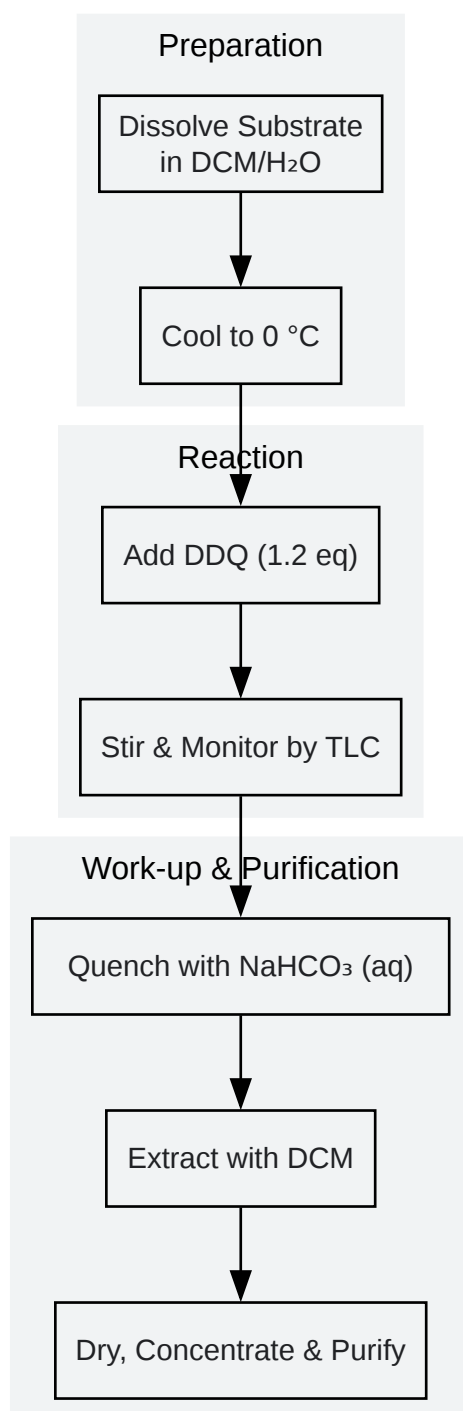 Preparation
Dissolve Substrate
in DCM/H₂O
Cool to 0 °C
Reaction
Add DDQ (1.2 eq)
Stir & Monitor by TLC
Work-up & Purification
Quench with NaHCO₃ (aq)
Extract with DCM
Dry, Concentrate & Purify